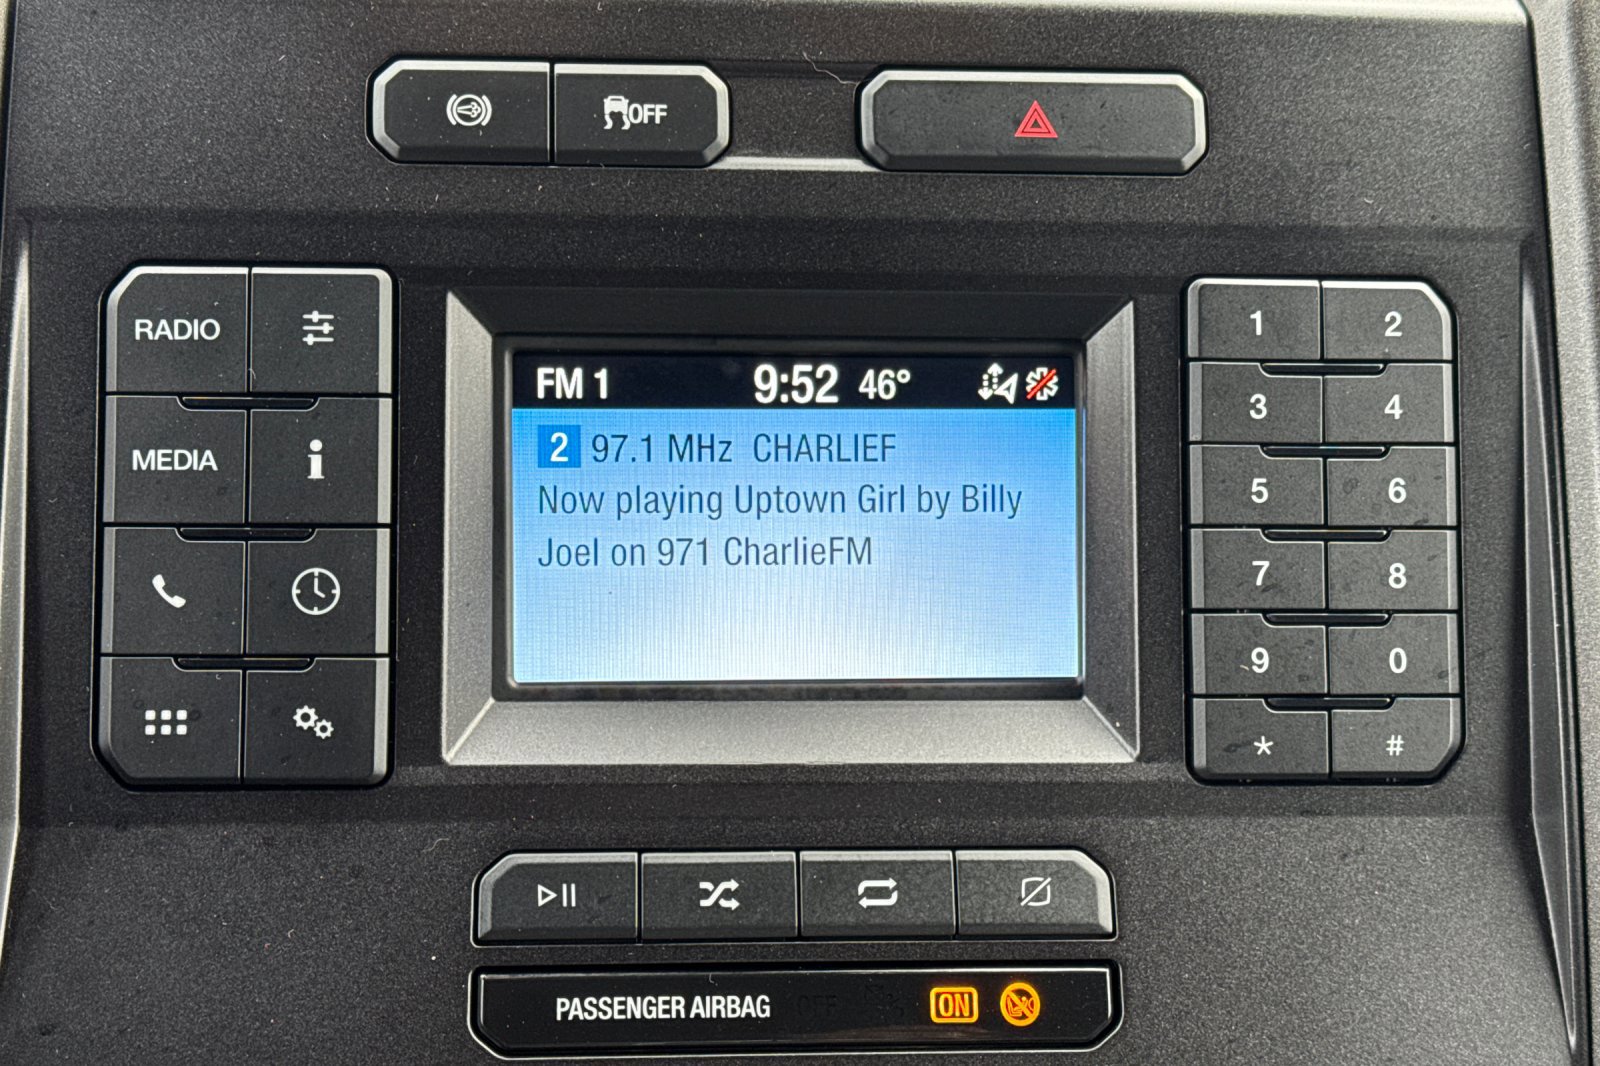 OFF
FM 1 9:52 46°
2 97.1 MHz CHARLIEF
Now playing Uptown Girl by Billy
Joel on 971 CharlieFM
RADIO
MEDIA
i
1 2
3 4
5 6
7 8
9 0
* #
PASSENGER AIRBAG OFF ON